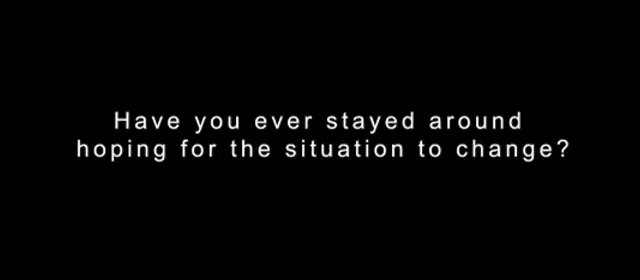 Have you ever stayed around
hoping for the situation to change?